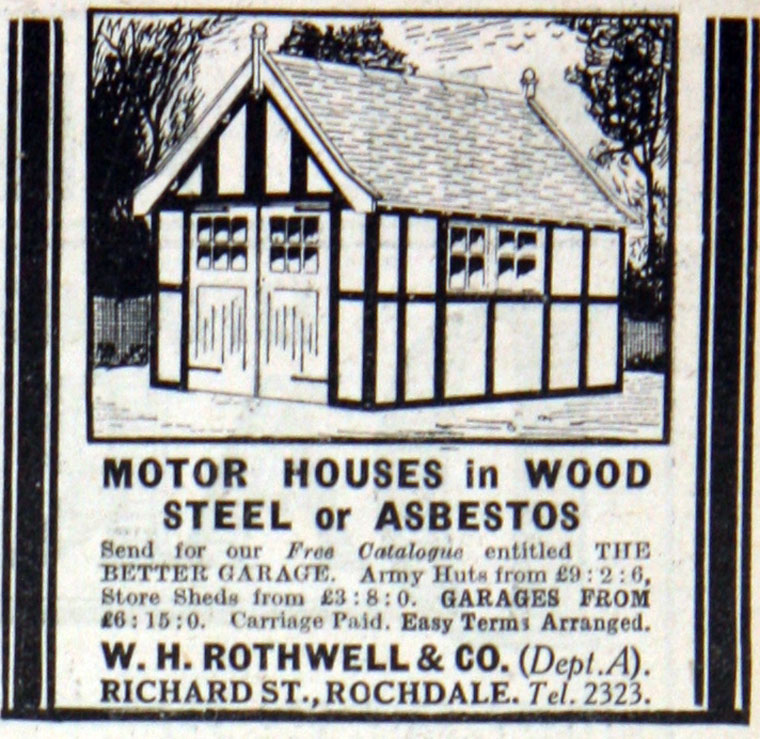 MOTOR HOUSES in WOOD
STEEL or ASBESTOS
Send for our Free Catalogue entitled THE
BETTER GARAGE. Army Huts from £9 : 2 : 6,
Store Sheds from £3 : 8 : 0. GARAGES FROM
£6 : 15 : 0. Carriage Paid. Easy Terms Arranged.
W. H. ROTHWELL & CO. (Dept. A).
RICHARD ST., ROCHDALE. Tel. 2323.